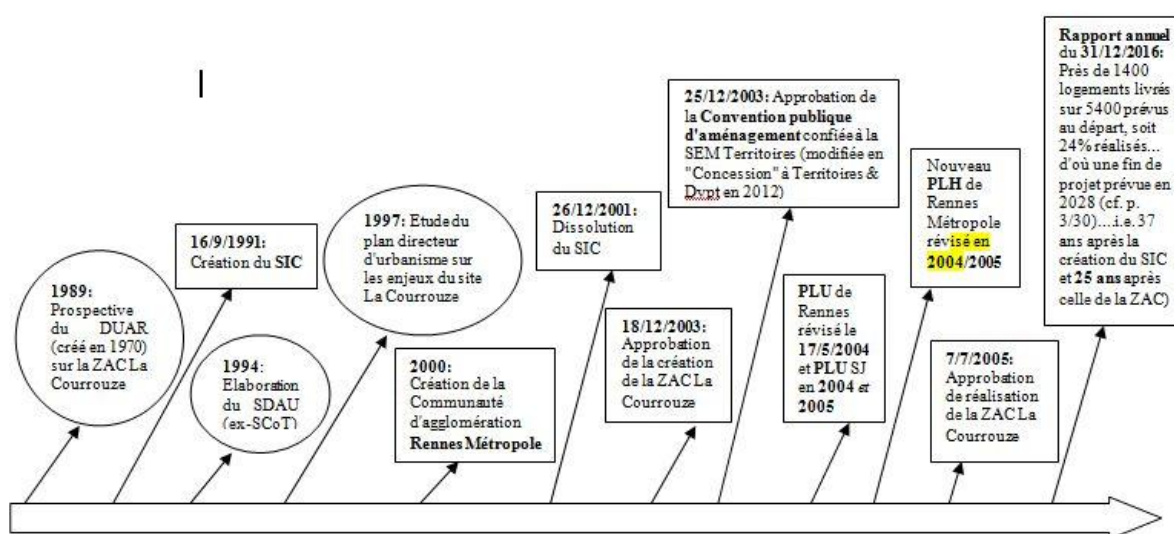 1989:
Prospective
du DUAR
(créé en 1970)
sur la ZAC La
Courrouze
16/9/1991:
Création du SIC
1994:
Elaboration
du SDAU
(ex-SCoT)
1997: Etude du
plan directeur
d'urbanisme sur
les enjeux du site
La Courrouze
2000:
Création de la
Communauté
d'agglomération
Rennes Métropole
26/12/2001:
Dissolution
du SIC
18/12/2003:
Approbation
de la création
de la ZAC La
Courrouze
25/12/2003: Approbation de
la Convention publique
d'aménagement confiée à la
SEM Territoires (modifiée en
"Concession" à Territoires &
Dvpt en 2012)
PLU de
Rennes
révisé le
17/5/2004
et PLU SJ
en 2004 et
2005
Nouveau
PLH de
Rennes
Métropole
révisé en
2004/2005
7/7/2005:
Approbation
de réalisation
de la ZAC La
Courrouze
Rapport annuel
du 31/12/2016:
Près de 1400
logements livrés
sur 5400 prévus
au départ, soit
24% réalisés...
d'où une fin de
projet prévue en
2028 (cf. p.
3/30)....i.e. 37
ans après la
création du SIC
et 25 ans après
celle de la ZAC)